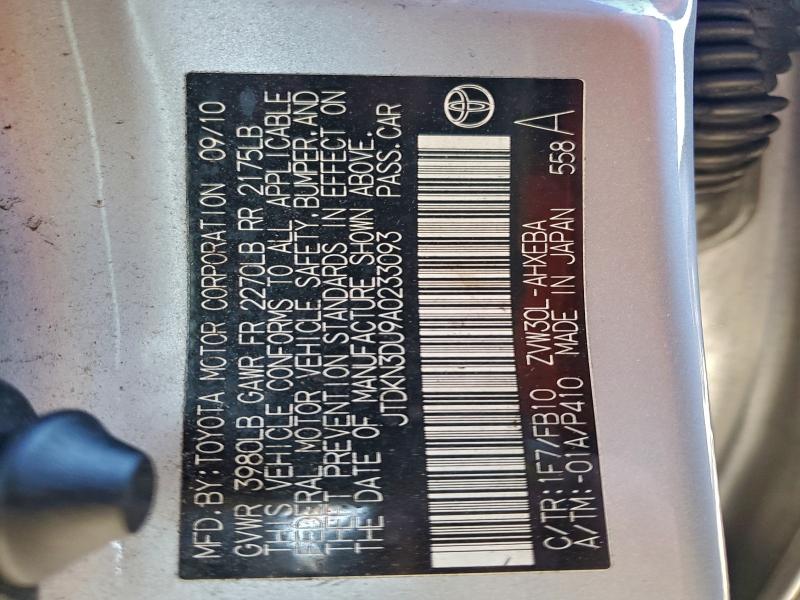 MFD. BY: TOYOTA MOTOR CORPORATION 09/10
GVWR 3980LB GAWR FR 2270LB RR 2175LB
THIS VEHICLE CONFORMS TO ALL APPLICABLE
FEDERAL MOTOR VEHICLE SAFETY, BUMPER, AND
THEFT PREVENTION STANDARDS IN EFFECT ON
THE DATE OF MANUFACTURE SHOWN ABOVE.
JTDKN3DU9A0233093 PASS. CAR
C/TR: 1F7/FB10 ZVW30L-AHXEBA
A/TM: -01A/P410 MADE IN JAPAN 558 A